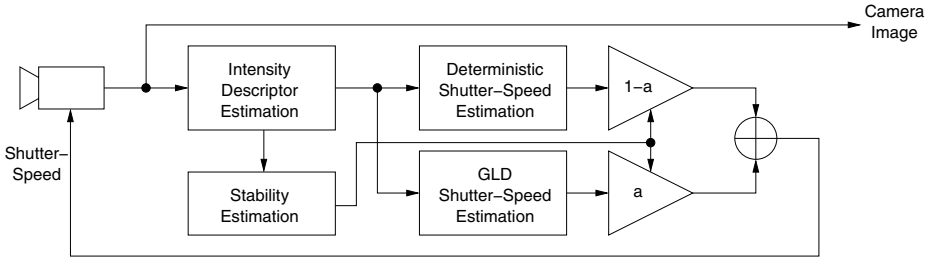 Camera
Image
Intensity
Descriptor
Estimation
Deterministic
Shutter–Speed
Estimation
1–a
Shutter–
Speed
Stability
Estimation
GLD
Shutter–Speed
Estimation
a